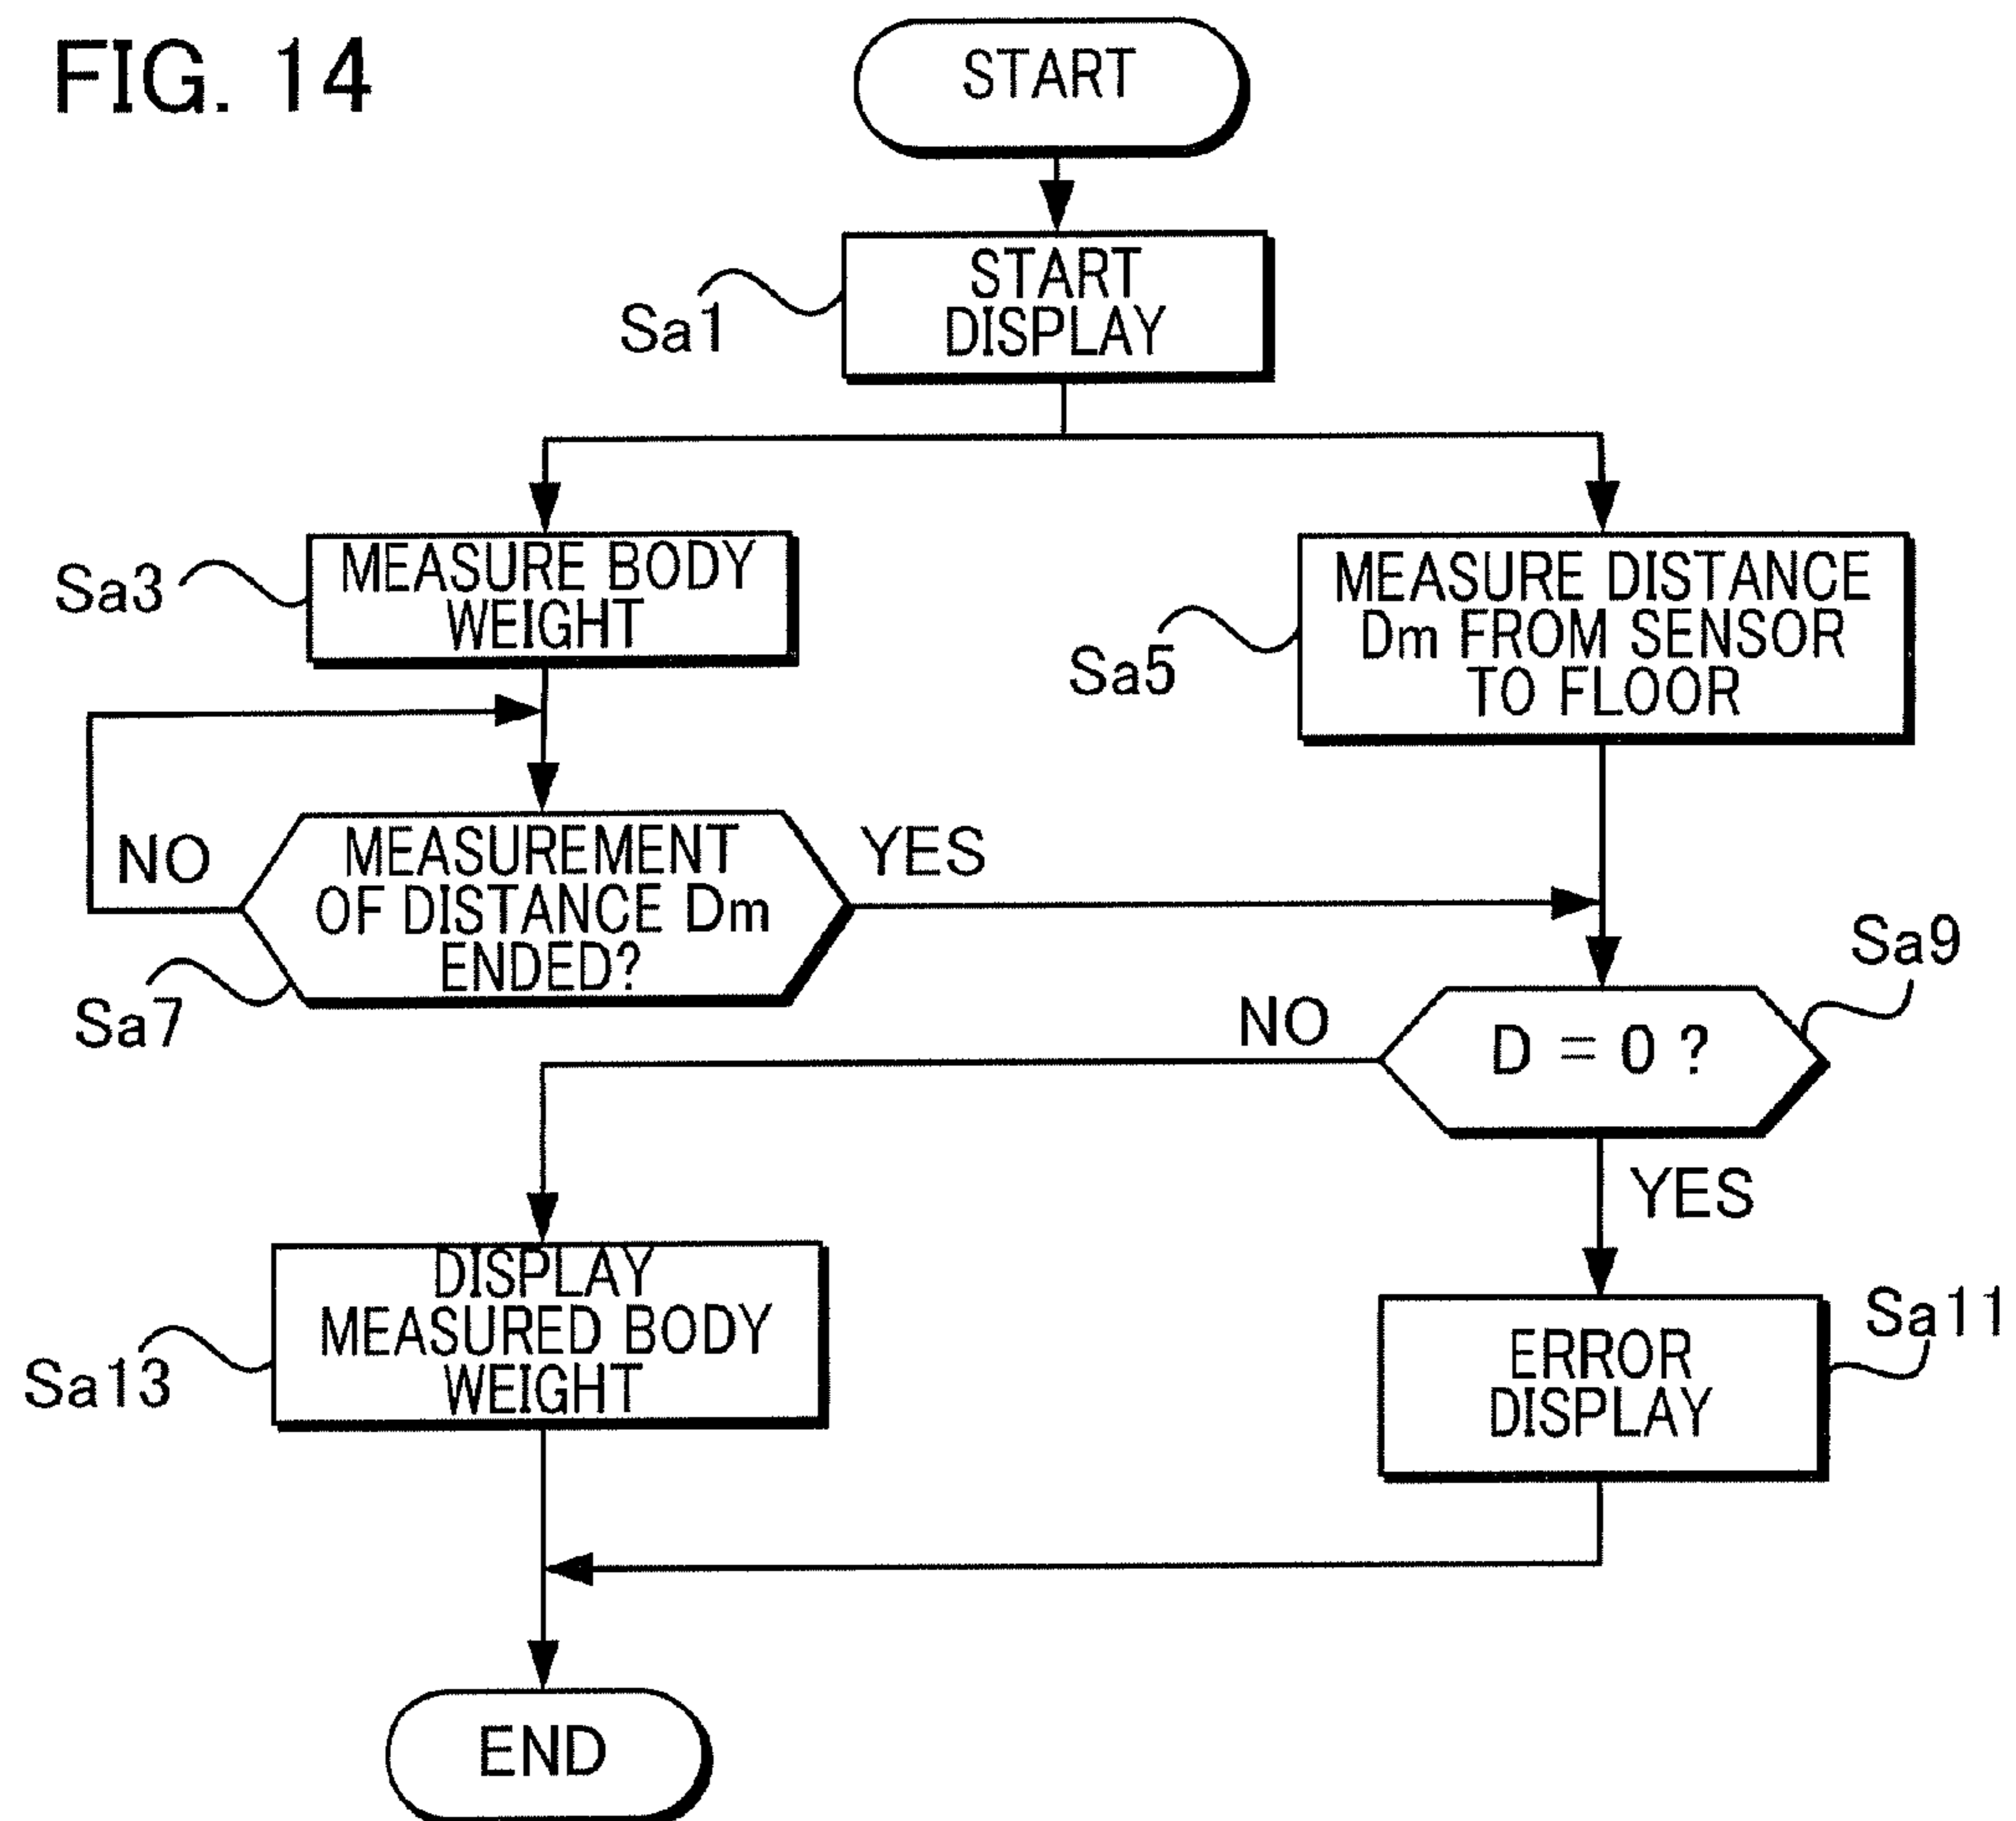 FIG. 14
START
START
DISPLAY
Sa1
MEASURE BODY
WEIGHT
Sa3
MEASURE DISTANCE
Dm FROM SENSOR
TO FLOOR
Sa5
NO
MEASUREMENT
OF DISTANCE Dm
ENDED?
YES
Sa7
Sa9
NO
D = 0 ?
YES
DISPLAY
MEASURED BODY
WEIGHT
Sa13
ERROR
DISPLAY
Sa11
END